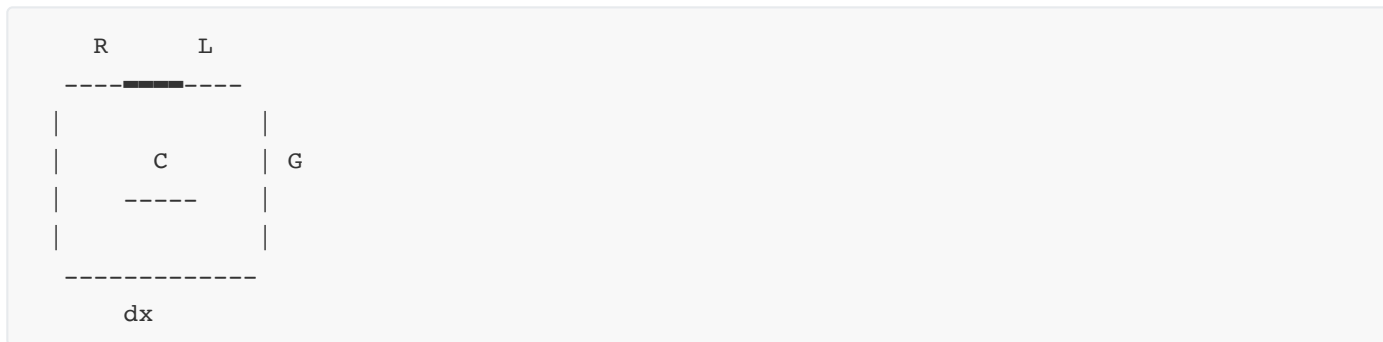 R L
----▬▬▬▬----
| |
| C | G
| ----- |
| |
-------------
dx